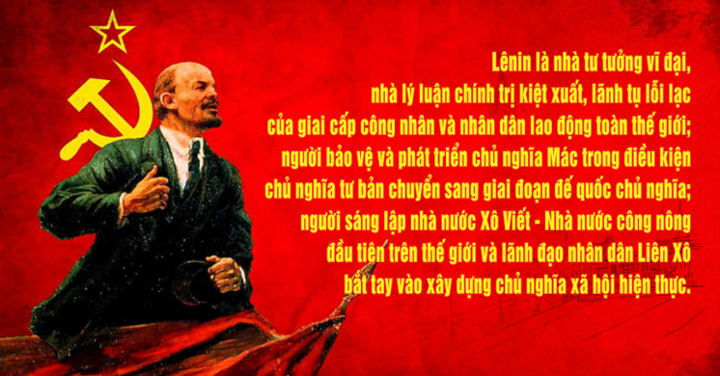 Lênin là nhà tư tưởng vĩ đại,
nhà lý luận chính trị kiệt xuất, lãnh tụ lỗi lạc
của giai cấp công nhân và nhân dân lao động toàn thế giới;
người bảo vệ và phát triển chủ nghĩa Mác trong điều kiện
chủ nghĩa tư bản chuyển sang giai đoạn đế quốc chủ nghĩa;
người sáng lập nhà nước Xô Viết - Nhà nước công nông
đầu tiên trên thế giới và lãnh đạo nhân dân Liên Xô
bắt tay vào xây dựng chủ nghĩa xã hội hiện thực.